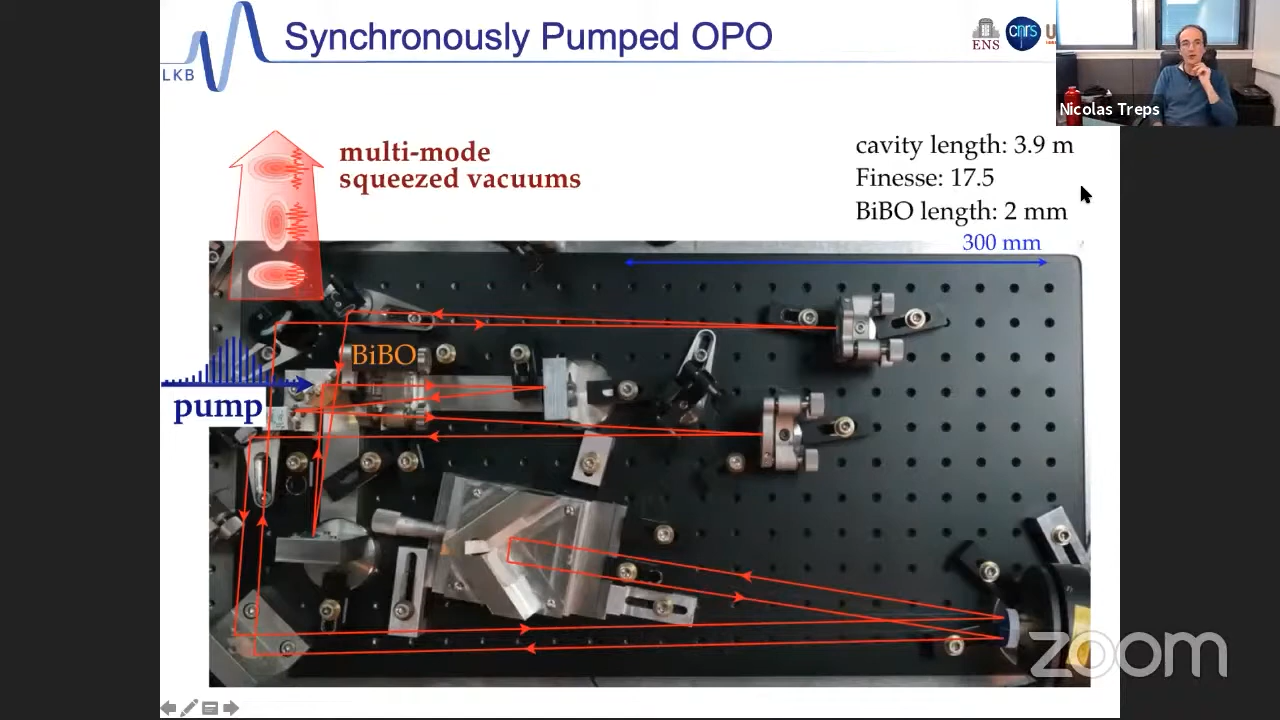 Synchronously Pumped OPO
LKB
ENS
cnrs
U
Nicolas Treps
multi-mode
squeezed vacuums
cavity length: 3.9 m
Finesse: 17.5
BiBO length: 2 mm
300 mm
BiBO
pump
zoom